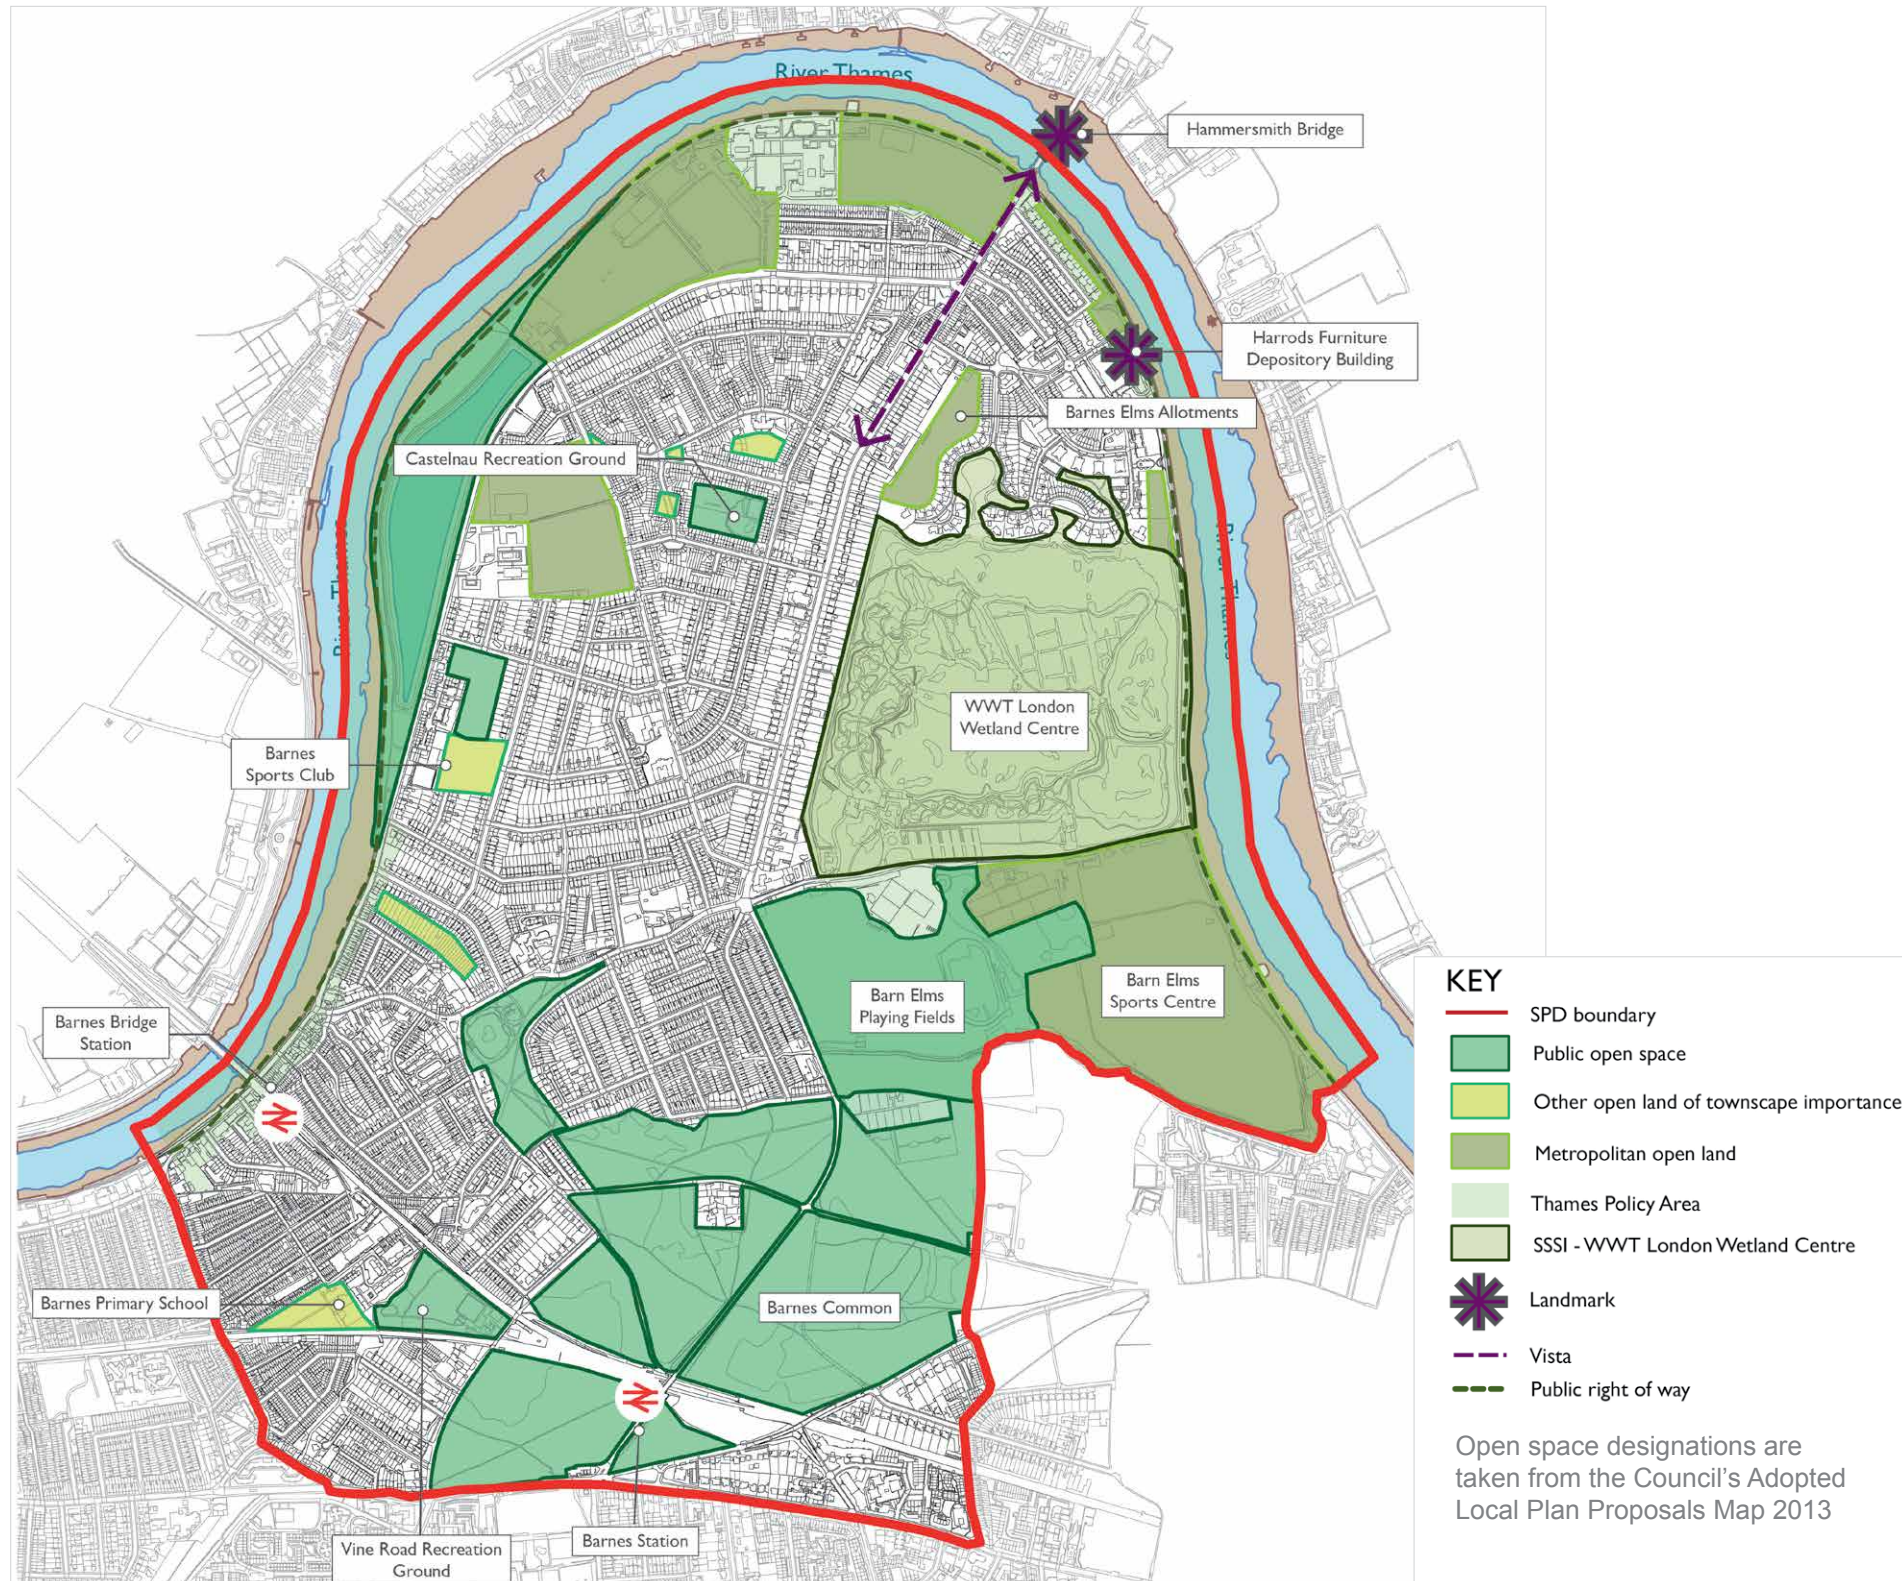 River Thames
Hammersmith Bridge
Harrods Furniture
Depository Building
Barnes Elms Allotments
Castelnau Recreation Ground
River Thames
River Thames
WWT London
Wetland Centre
Barnes
Sports Club
Barn Elms
Playing Fields
Barn Elms
Sports Centre
Barnes Bridge
Station
Barnes Primary School
Barnes Common
Vine Road Recreation
Ground
Barnes Station
KEY
SPD boundary
Public open space
Other open land of townscape importance
Metropolitan open land
Thames Policy Area
SSSI - WWT London Wetland Centre
Landmark
Vista
Public right of way
Open space designations are
taken from the Council's Adopted
Local Plan Proposals Map 2013